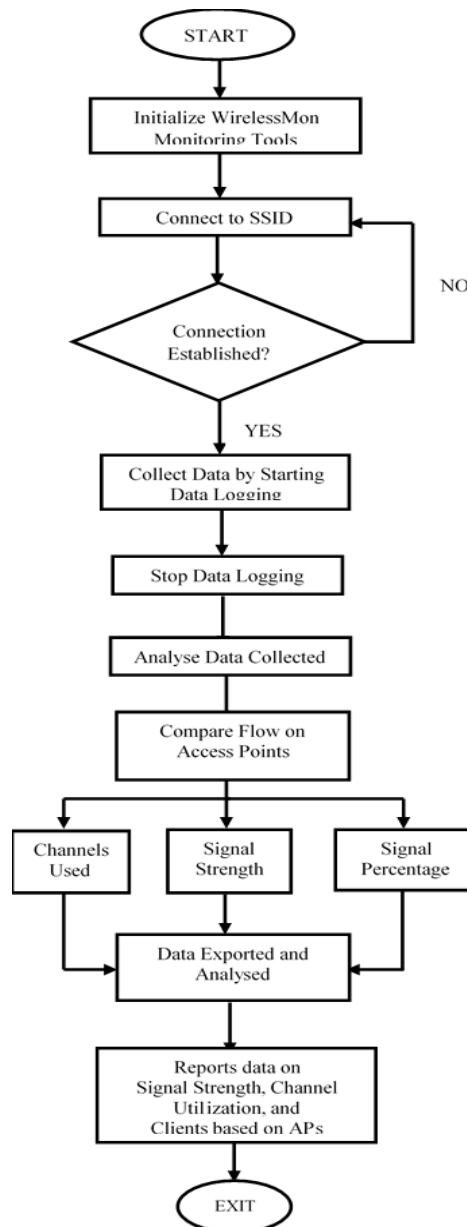 START
Initialize WirelessMon
Monitoring Tools
Connect to SSID
NO
Connection
Established?
YES
Collect Data by Starting
Data Logging
Stop Data Logging
Analyse Data Collected
Compare Flow on
Access Points
Channels
Used
Signal
Strength
Signal
Percentage
Data Exported and
Analysed
Reports data on
Signal Strength, Channel
Utilization, and
Clients based on APs
EXIT